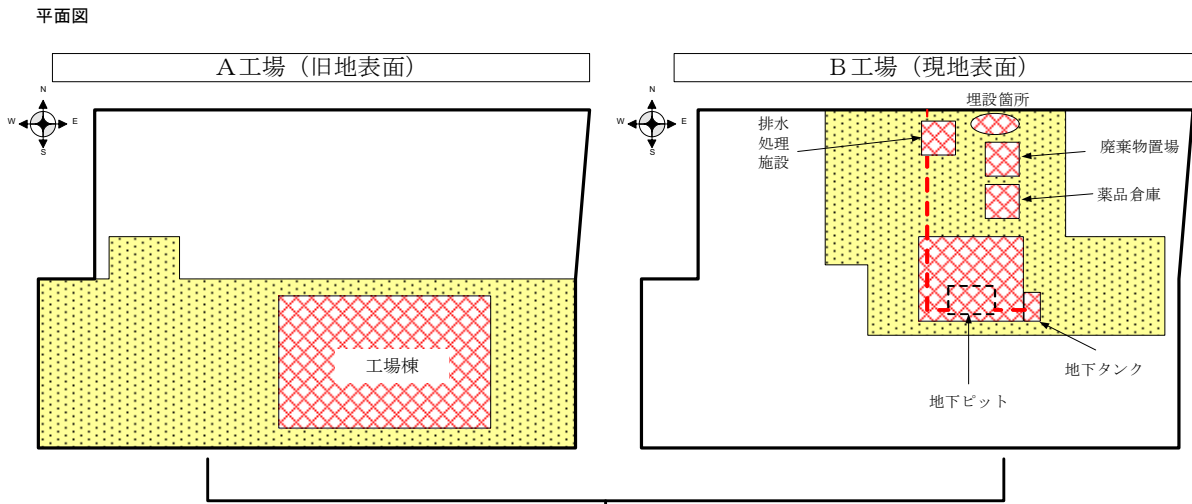 平面図
A工場（旧地表面）
B工場（現地表面）
N
W
E
S
N
W
E
S
埋設箇所
排水
処理
施設
廃棄物置場
薬品倉庫
工場棟
地下タンク
地下ピット